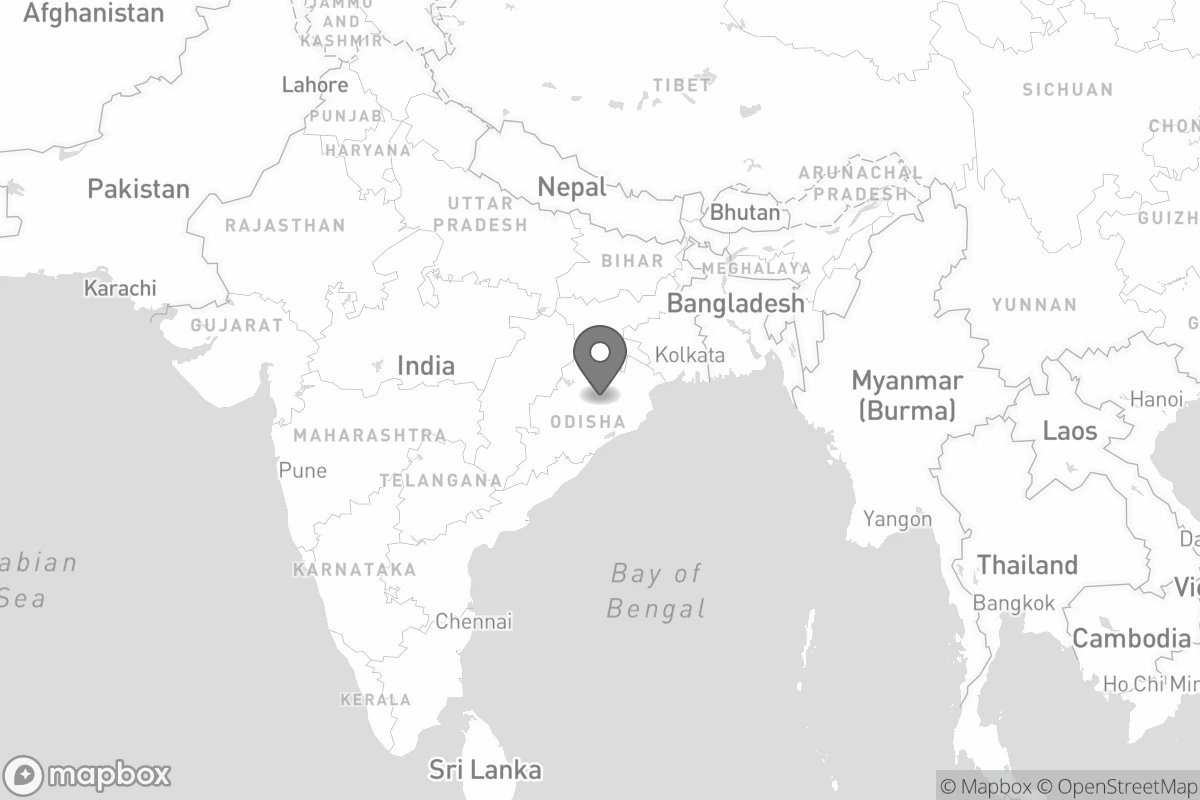 Afghanistan
JAMMU
AND
KASHMIR
Lahore
TIBET
SICHUAN
PUNJAB
CHON
HARYANA
Pakistan
Nepal
ARUNACHAL
PRADESH
UTTAR
PRADESH
Bhutan
RAJASTHAN
GUIZH
BIHAR
MEGHALAYA
Karachi
Bangladesh
YUNNAN
GUJARAT
G
Kolkata
India
Myanmar
(Burma)
Hanoi
ODISHA
Laos
MAHARASHTRA
Pune
TELANGANA
Yangon
Da
abian
Sea
KARNATAKA
Bay of
Bengal
Thailand
Vi
Bangkok
Chennai
Cambodia
KERALA
Ho Chi Min
Sri Lanka
mapbox
© Mapbox © OpenStreetMap